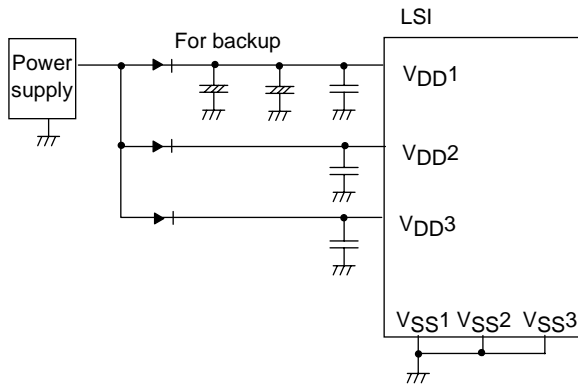 LSI
For backup
Power
supply
VDD1
VDD2
VDD3
VSS1 VSS2 VSS3